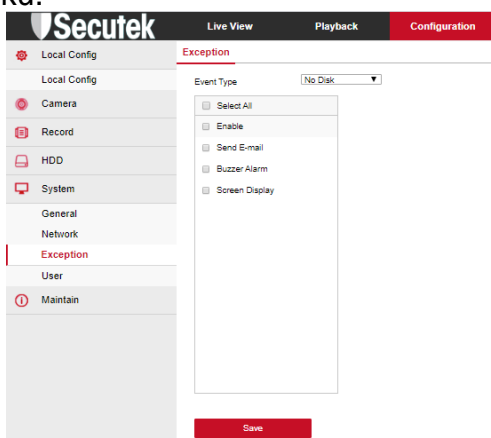 Secutek
Live View Playback Configuration
Local Config
Local Config
Camera
Record
HDD
System
General
Network
Exception
User
Maintain
Exception
Event Type No Disk ▼
Select All
Enable
Send E-mail
Buzzer Alarm
Screen Display
Save